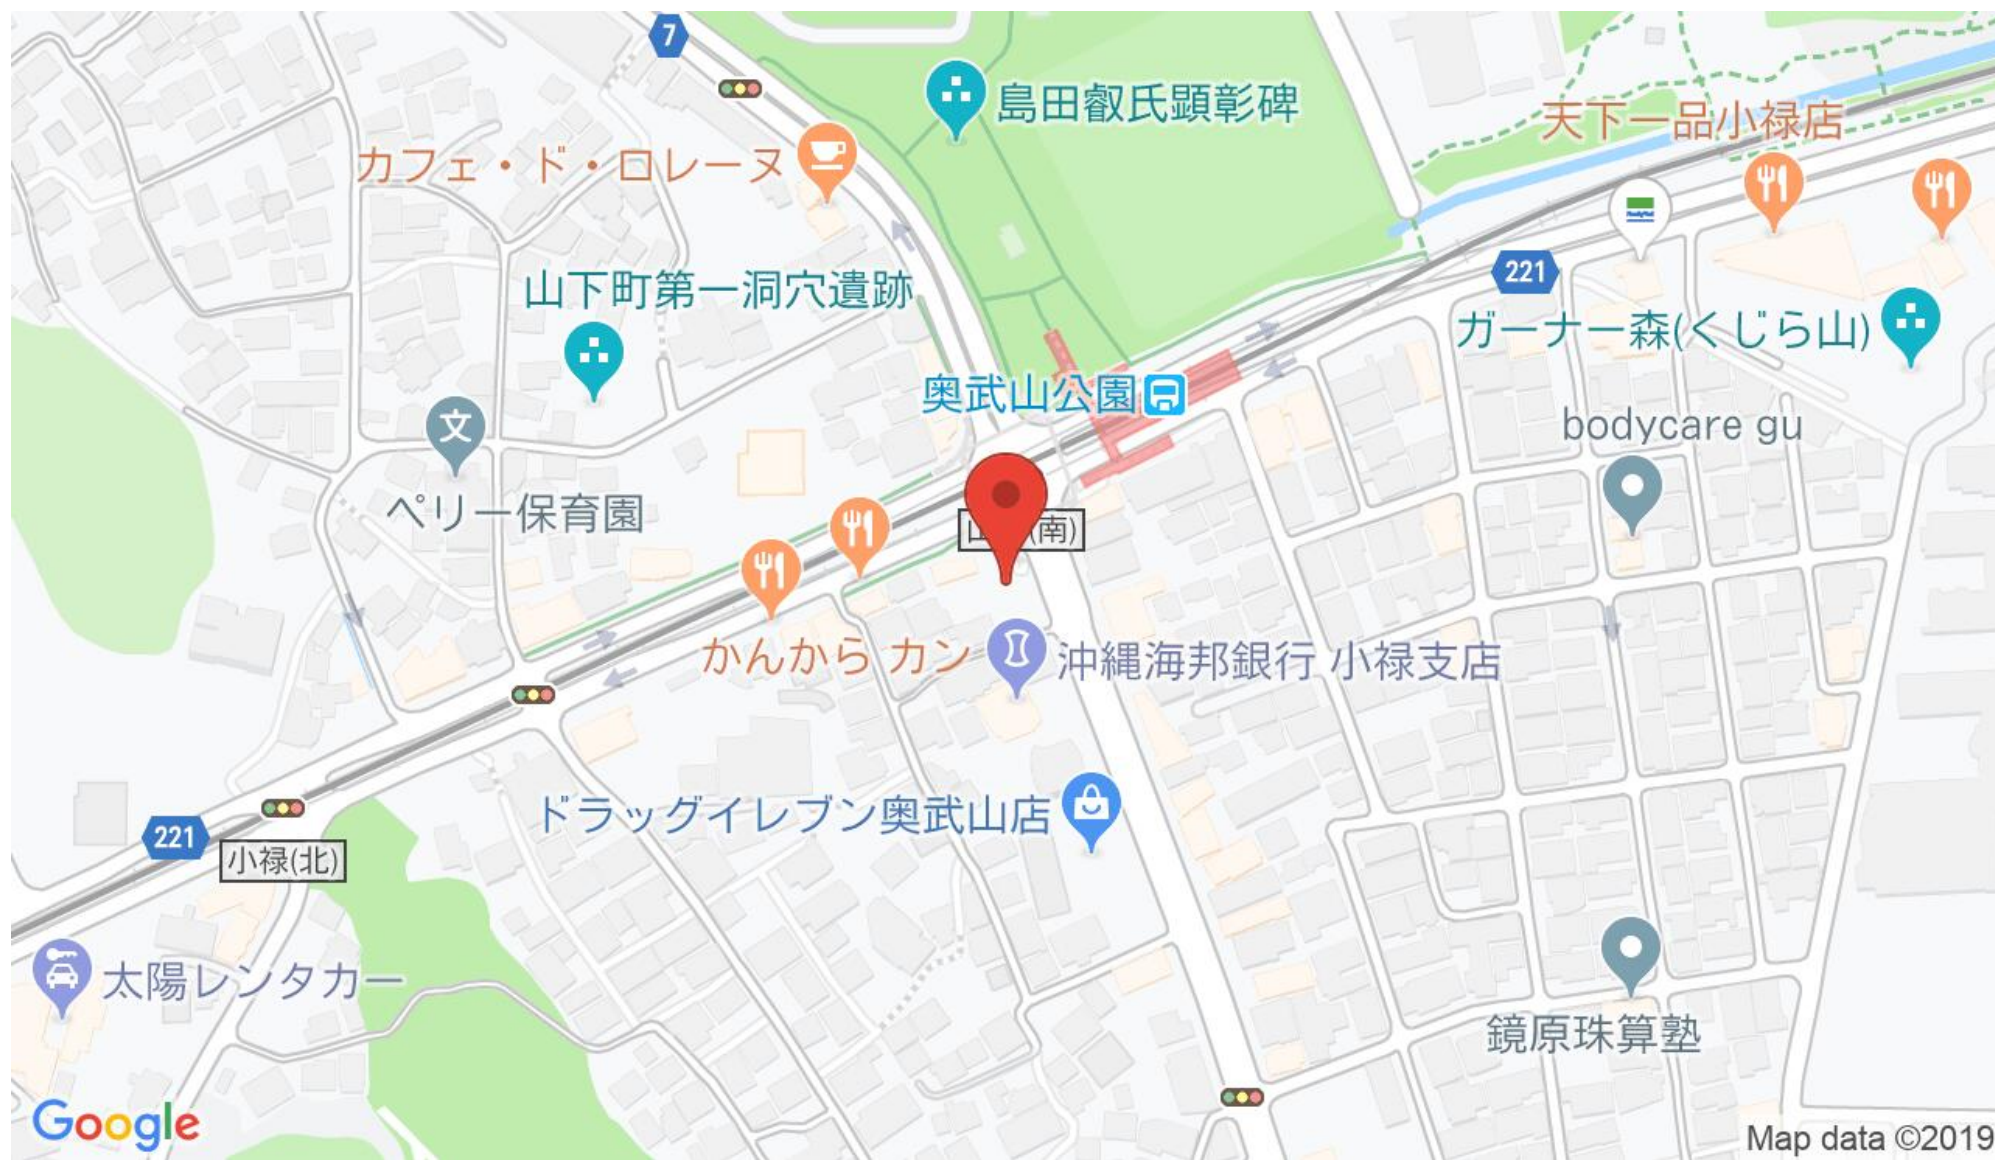 7
島田叡氏顕彰碑
天下一品小禄店
カフェ・ド・ロレーヌ
221
山下町第一洞穴遺跡
ガーナー森(くじら山)
奥武山公園
bodycare gu
文
ペリー保育園
(南)
かんから カン
沖縄海邦銀行 小禄支店
ドラッグイレブン奥武山店
221
小禄(北)
太陽レンタカー
鏡原珠算塾
Google
Map data ©2019